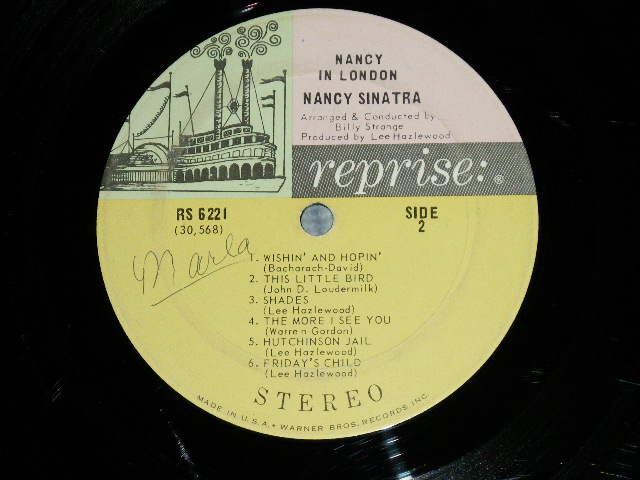 NANCY
IN LONDON
NANCY SINATRA
Arranged & Conducted by
Billy Strange
Produced by Lee Hazlewood
reprise: ®
RS 6221
(30,568)
SIDE
2
Marla
1. WISHIN' AND HOPIN'
(Bacharach-David)
2. THIS LITTLE BIRD
(John D. Loudermilk)
3. SHADES
(Lee Hazlewood)
4. THE MORE I SEE YOU
(Warren-Gordon)
5. HUTCHINSON JAIL
(Lee Hazlewood)
6. FRIDAY'S CHILD
(Lee Hazlewood)
STEREO
MADE IN U.S.A. • WARNER BROS. RECORDS, INC.